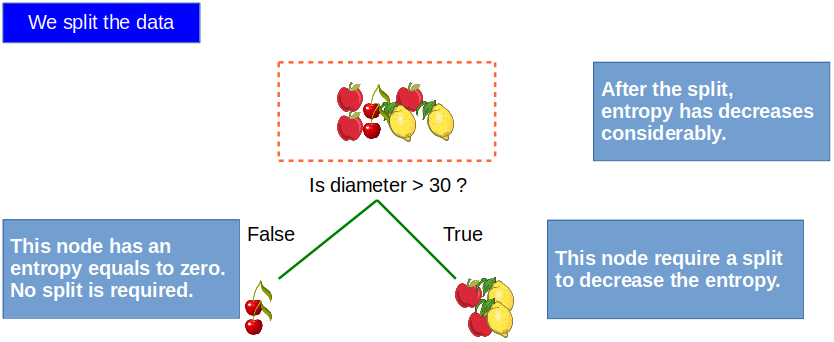 We split the data
After the split,
entropy has decreases
considerably.
Is diameter > 30 ?
False
True
This node has an
entropy equals to zero.
No split is required.
This node require a split
to decrease the entropy.